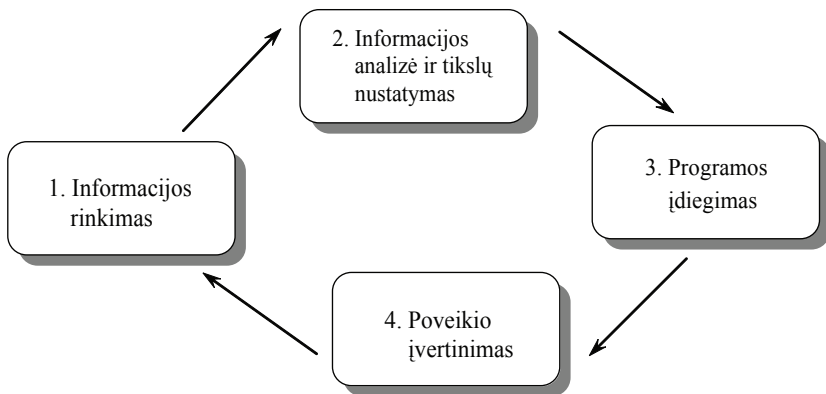 1. Informacijos
rinkimas
2. Informacijos
analizė ir tikslų
nustatymas
3. Programos
įdiegimas
4. Poveikio
įvertinimas